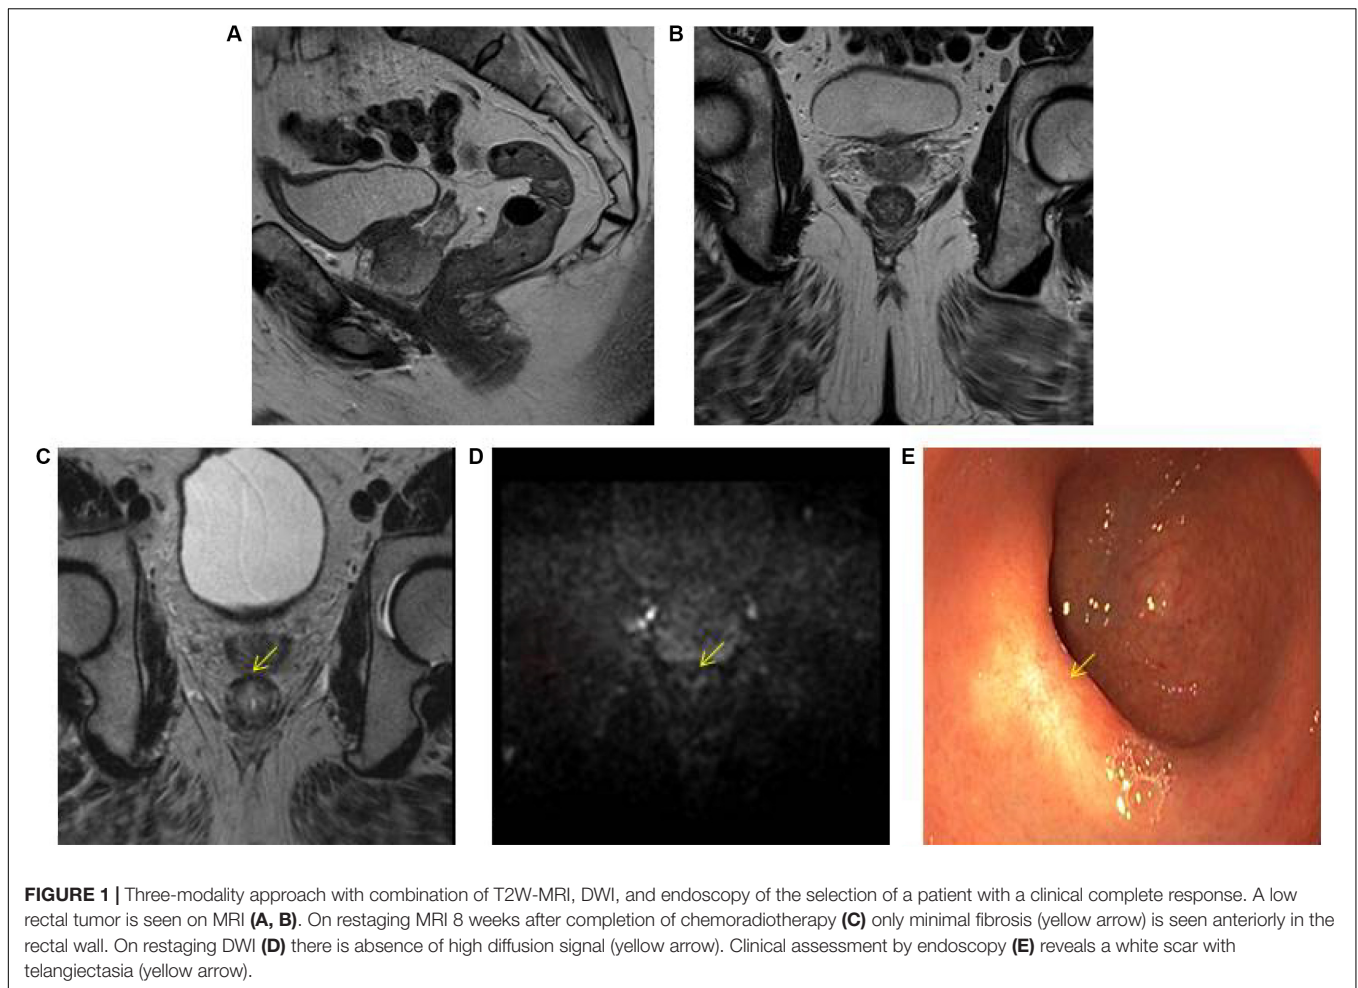 A
B
C
D
E
FIGURE 1 | Three-modality approach with combination of T2W-MRI, DWI, and endoscopy of the selection of a patient with a clinical complete response. A low
rectal tumor is seen on MRI (A, B). On restaging MRI 8 weeks after completion of chemoradiotherapy (C) only minimal fibrosis (yellow arrow) is seen anteriorly in the
rectal wall. On restaging DWI (D) there is absence of high diffusion signal (yellow arrow). Clinical assessment by endoscopy (E) reveals a white scar with
telangiectasia (yellow arrow).